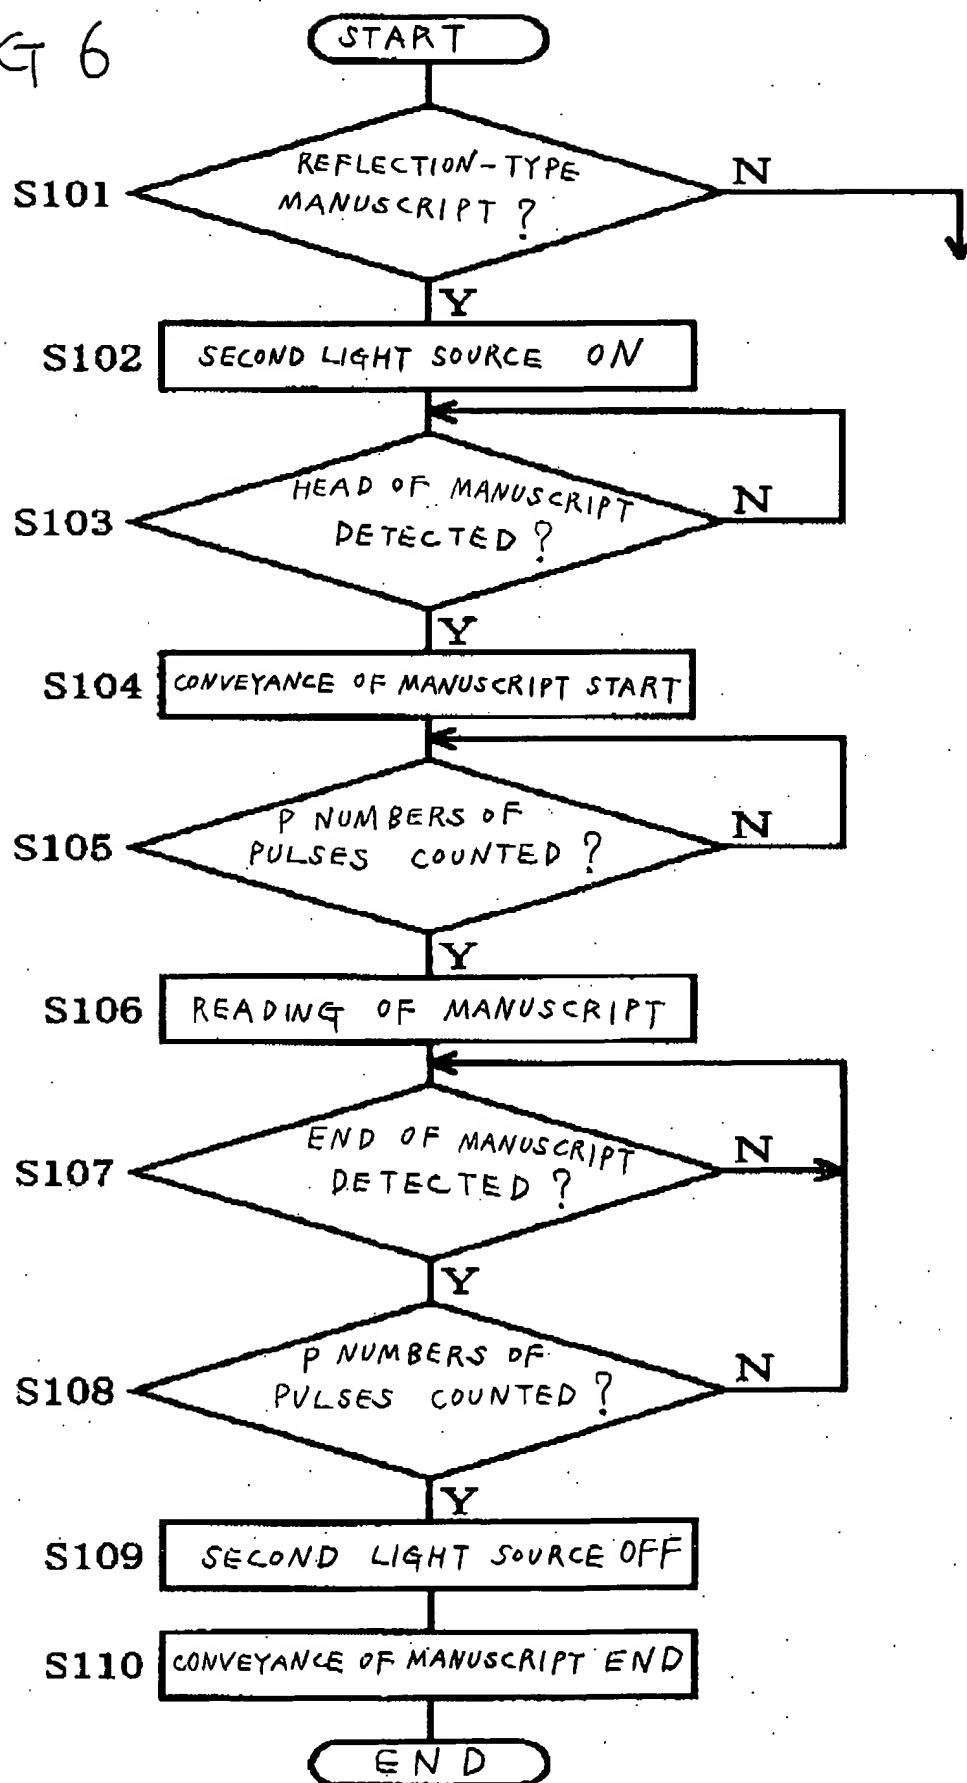 G 6
START
S101
REFLECTION-TYPE
MANUSCRIPT ?
N
Y
S102
SECOND LIGHT SOURCE ON
S103
HEAD OF MANUSCRIPT
DETECTED ?
N
Y
S104
CONVEYANCE OF MANUSCRIPT START
S105
P NUMBERS OF
PULSES COUNTED ?
N
Y
S106
READING OF MANUSCRIPT
S107
END OF MANUSCRIPT
DETECTED ?
N
Y
S108
P NUMBERS OF
PULSES COUNTED ?
N
Y
S109
SECOND LIGHT SOURCE OFF
S110
CONVEYANCE OF MANUSCRIPT END
END